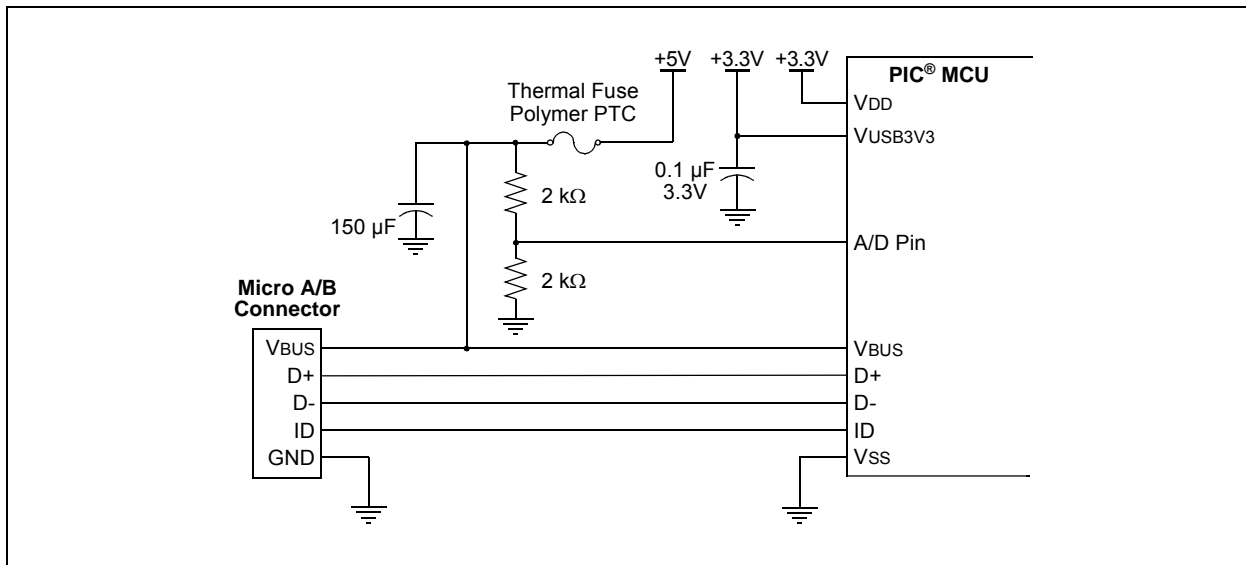 +5V
+3.3V
+3.3V
PIC® MCU
Thermal Fuse
Polymer PTC
VDD
VUSB3V3
0.1 µF
3.3V
2 kΩ
150 µF
A/D Pin
2 kΩ
Micro A/B
Connector
VBUS
VBUS
D+
D+
D-
D-
ID
ID
GND
VSS